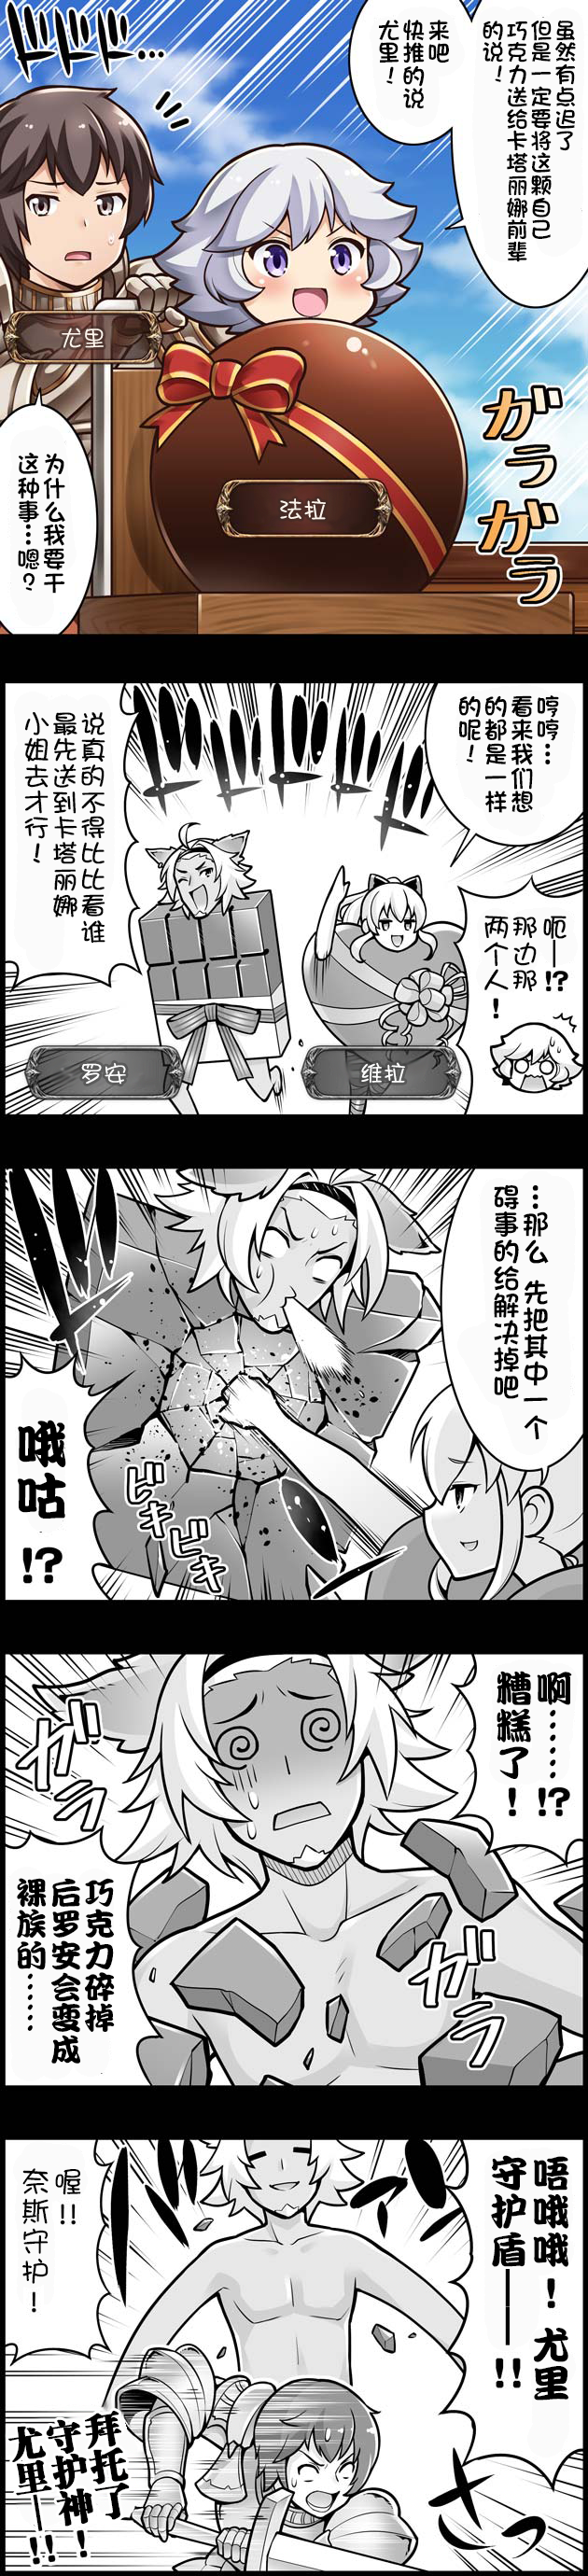 虽然有点迟了
但是一定要将这颗自己
巧克力送给卡塔丽娜前辈
的说！
来吧
快推的说
尤里！
ドドドド…
尤里
法拉
ガラガラ
为什么我要干
这种事…嗯？
哼哼…
看来我们想
的都是一样
的呢！
说真的不得比比看谁
最先送到卡塔丽娜
小姐去才行！
呃—!?
那边那
两个人！
罗安
维拉
…那么 先把其中一个
碍事的给解决掉吧
哦咕!?
ビキビキ
啊……!?
糟糕了！
ガラ
ガラ
巧克力碎掉
后罗安会变成
裸族的……
唔哦哦！尤里
守护盾——!!
喔!!
奈斯守护！
拜托了
守护神！
尤里—!!